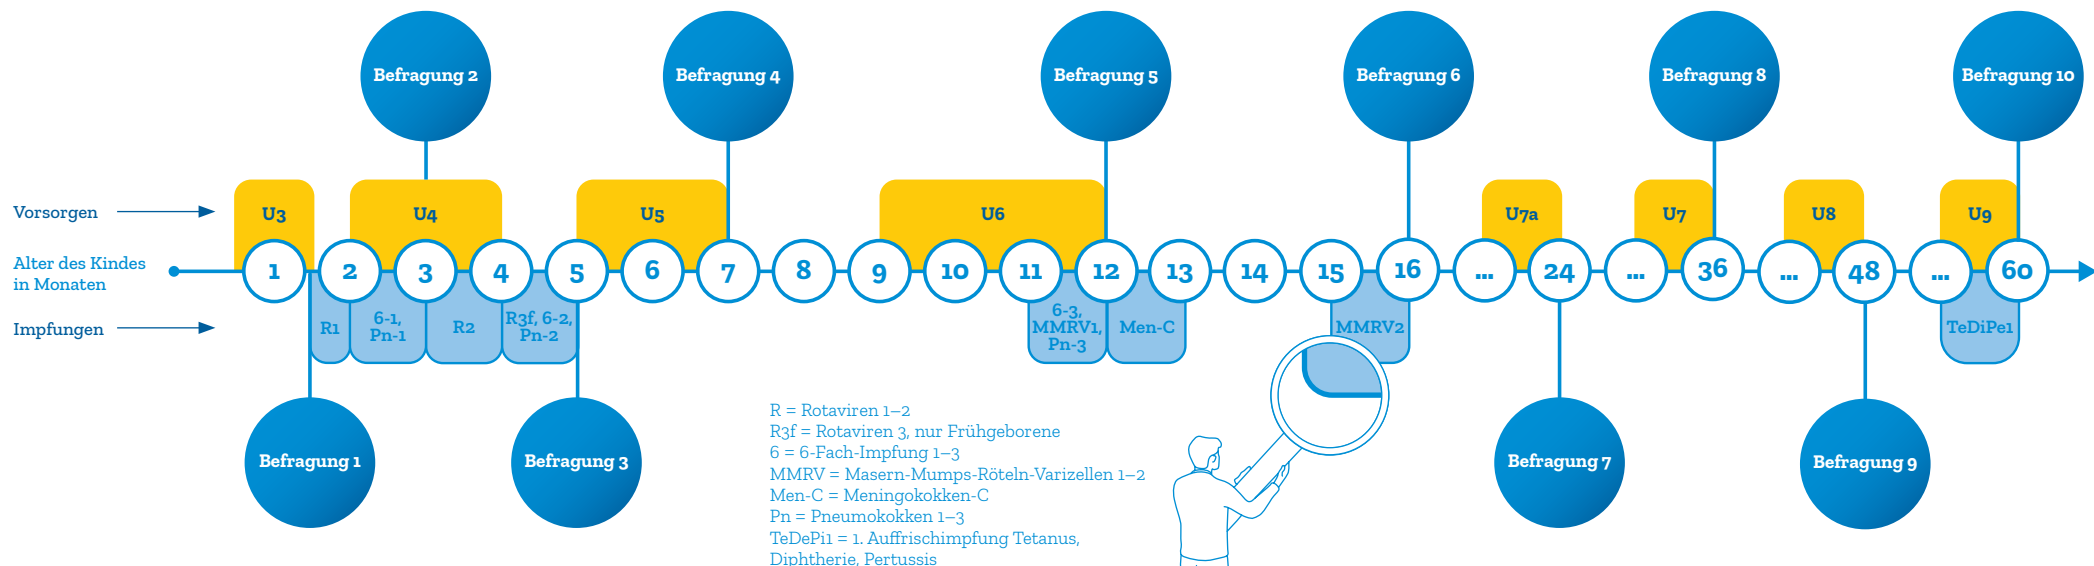 Befragung 2
Befragung 4
Befragung 5
Befragung 6
Befragung 8
Befragung 10
Vorsorgen
U3
U4
U5
U6
U7a
U7
U8
U9
Alter des Kindes
in Monaten
1
2
3
4
5
6
7
8
9
10
11
12
13
14
15
16
...
24
...
36
...
48
...
60
Impfungen
R1
6-1,
Pn-1
R2
R3f, 6-2,
Pn-2
6-3,
MMRV1,
Pn-3
Men-C
MMRV2
TeDiPe1
Befragung 1
Befragung 3
Befragung 7
Befragung 9
R = Rotaviren 1–2
R3f = Rotaviren 3, nur Frühgeborene
6 = 6-Fach-Impfung 1–3
MMRV = Masern-Mumps-Röteln-Varizellen 1–2
Men-C = Meningokokken-C
Pn = Pneumokokken 1–3
TeDePi1 = 1. Auffrischimpfung Tetanus,
Diphtherie, Pertussis